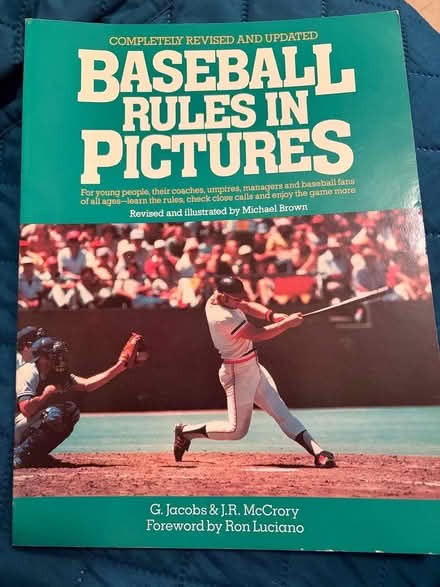 COMPLETELY REVISED AND UPDATED
BASEBALL
RULES IN
PICTURES
For young people, their coaches, umpires, managers and baseball fans
of all ages—learn the rules, check close calls and enjoy the game more
Revised and illustrated by Michael Brown
G. Jacobs & J.R. McCrory
Foreword by Ron Luciano